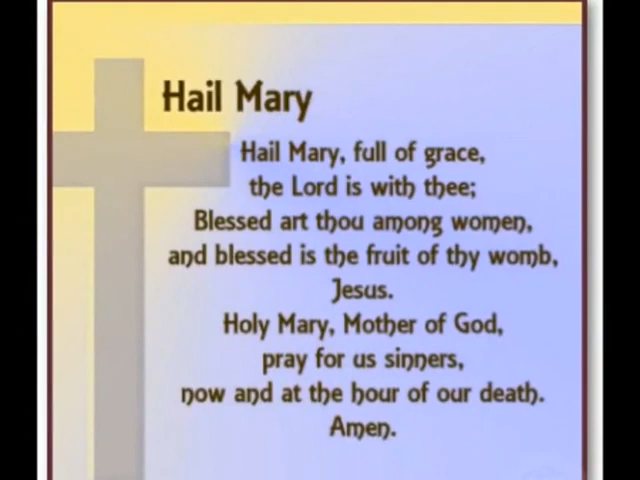 Hail Mary
Hail Mary, full of grace,
the Lord is with thee;
Blessed art thou among women,
and blessed is the fruit of thy womb,
Jesus.
Holy Mary, Mother of God,
pray for us sinners,
now and at the hour of our death.
Amen.